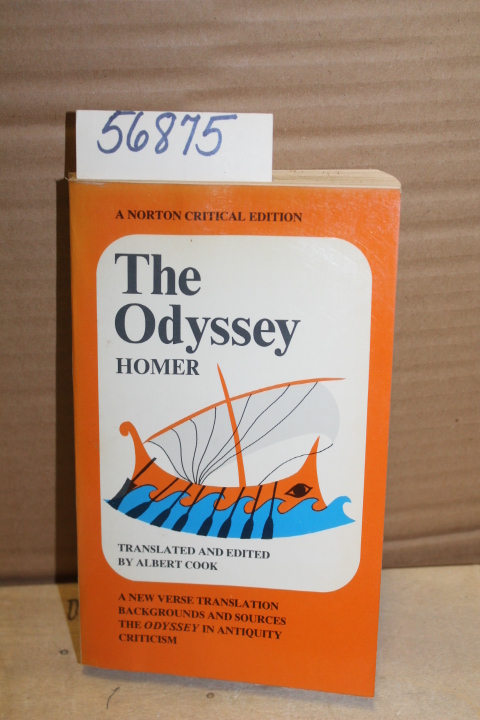 56875
A NORTON CRITICAL EDITION
The
Odyssey
HOMER
TRANSLATED AND EDITED
BY ALBERT COOK
A NEW VERSE TRANSLATION
BACKGROUNDS AND SOURCES
THE ODYSSEY IN ANTIQUITY
CRITICISM